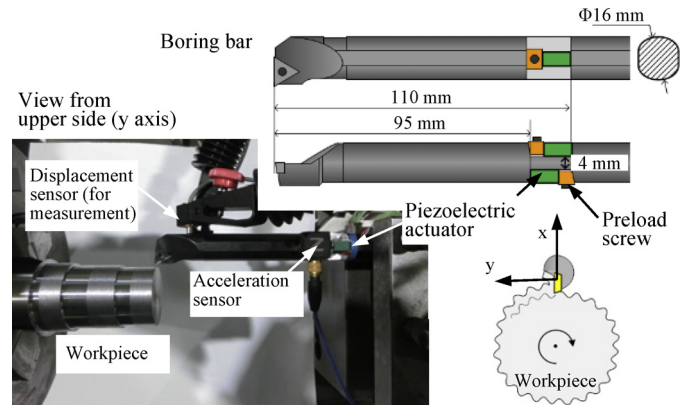 Φ16 mm
Boring bar
110 mm
95 mm
4 mm
View from
upper side (y axis)
Displacement
sensor (for
measurement)
Piezoelectric
actuator
Preload
screw
Acceleration
sensor
Workpiece
x
y
Workpiece